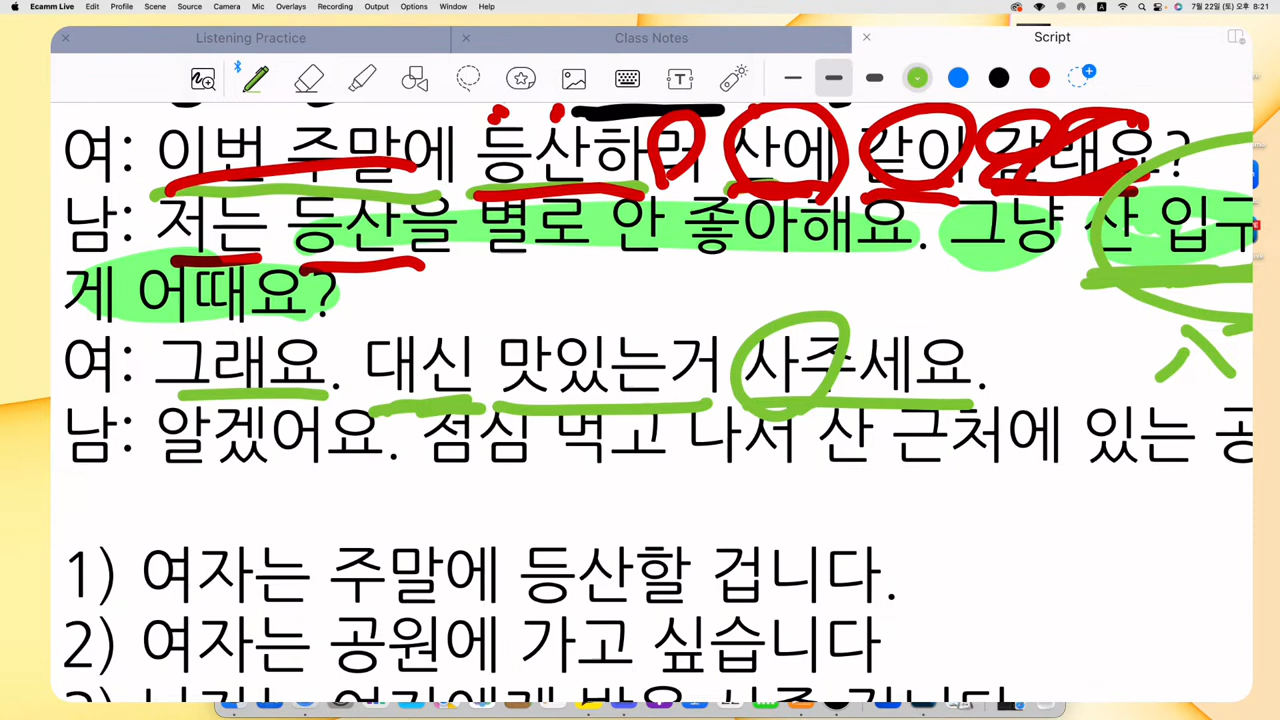 Ecamm Live File Edit View Profile Scene Source Camera Mic Overlays Recording Output Options Window Help 7월 22일 (토) 오후 8:21
Listening Practice Class Notes Script
여: 이번 주말에 등산하러 산에 같이 갈래요?
남: 저는 등산을 별로 안 좋아해요. 그냥 산 입구
게 어때요?
여: 그래요. 대신 맛있는거 사주세요.
남: 알겠어요. 점심 먹고 나서 산 근처에 있는 공
1) 여자는 주말에 등산할 겁니다.
2) 여자는 공원에 가고 싶습니다